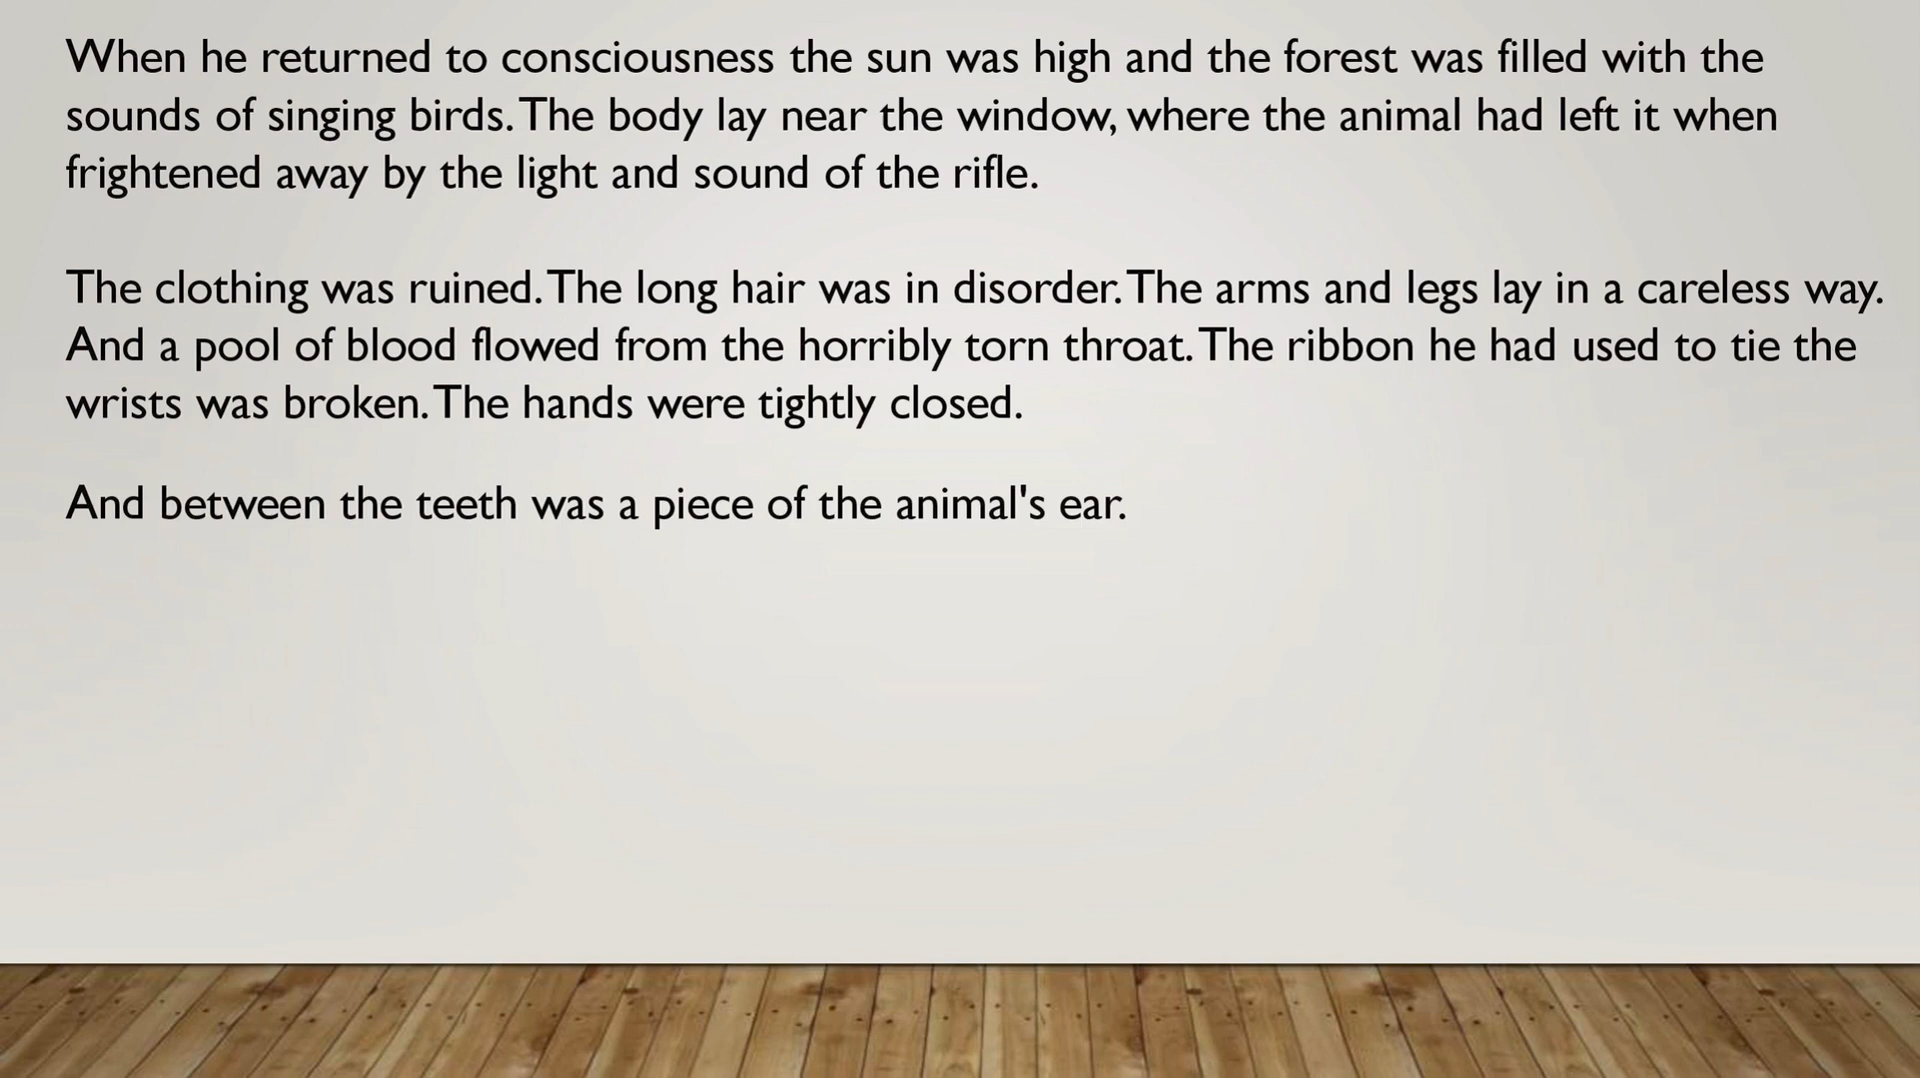 When he returned to consciousness the sun was high and the forest was filled with the
sounds of singing birds. The body lay near the window, where the animal had left it when
frightened away by the light and sound of the rifle.
The clothing was ruined. The long hair was in disorder. The arms and legs lay in a careless way.
And a pool of blood flowed from the horribly torn throat. The ribbon he had used to tie the
wrists was broken. The hands were tightly closed.
And between the teeth was a piece of the animal's ear.